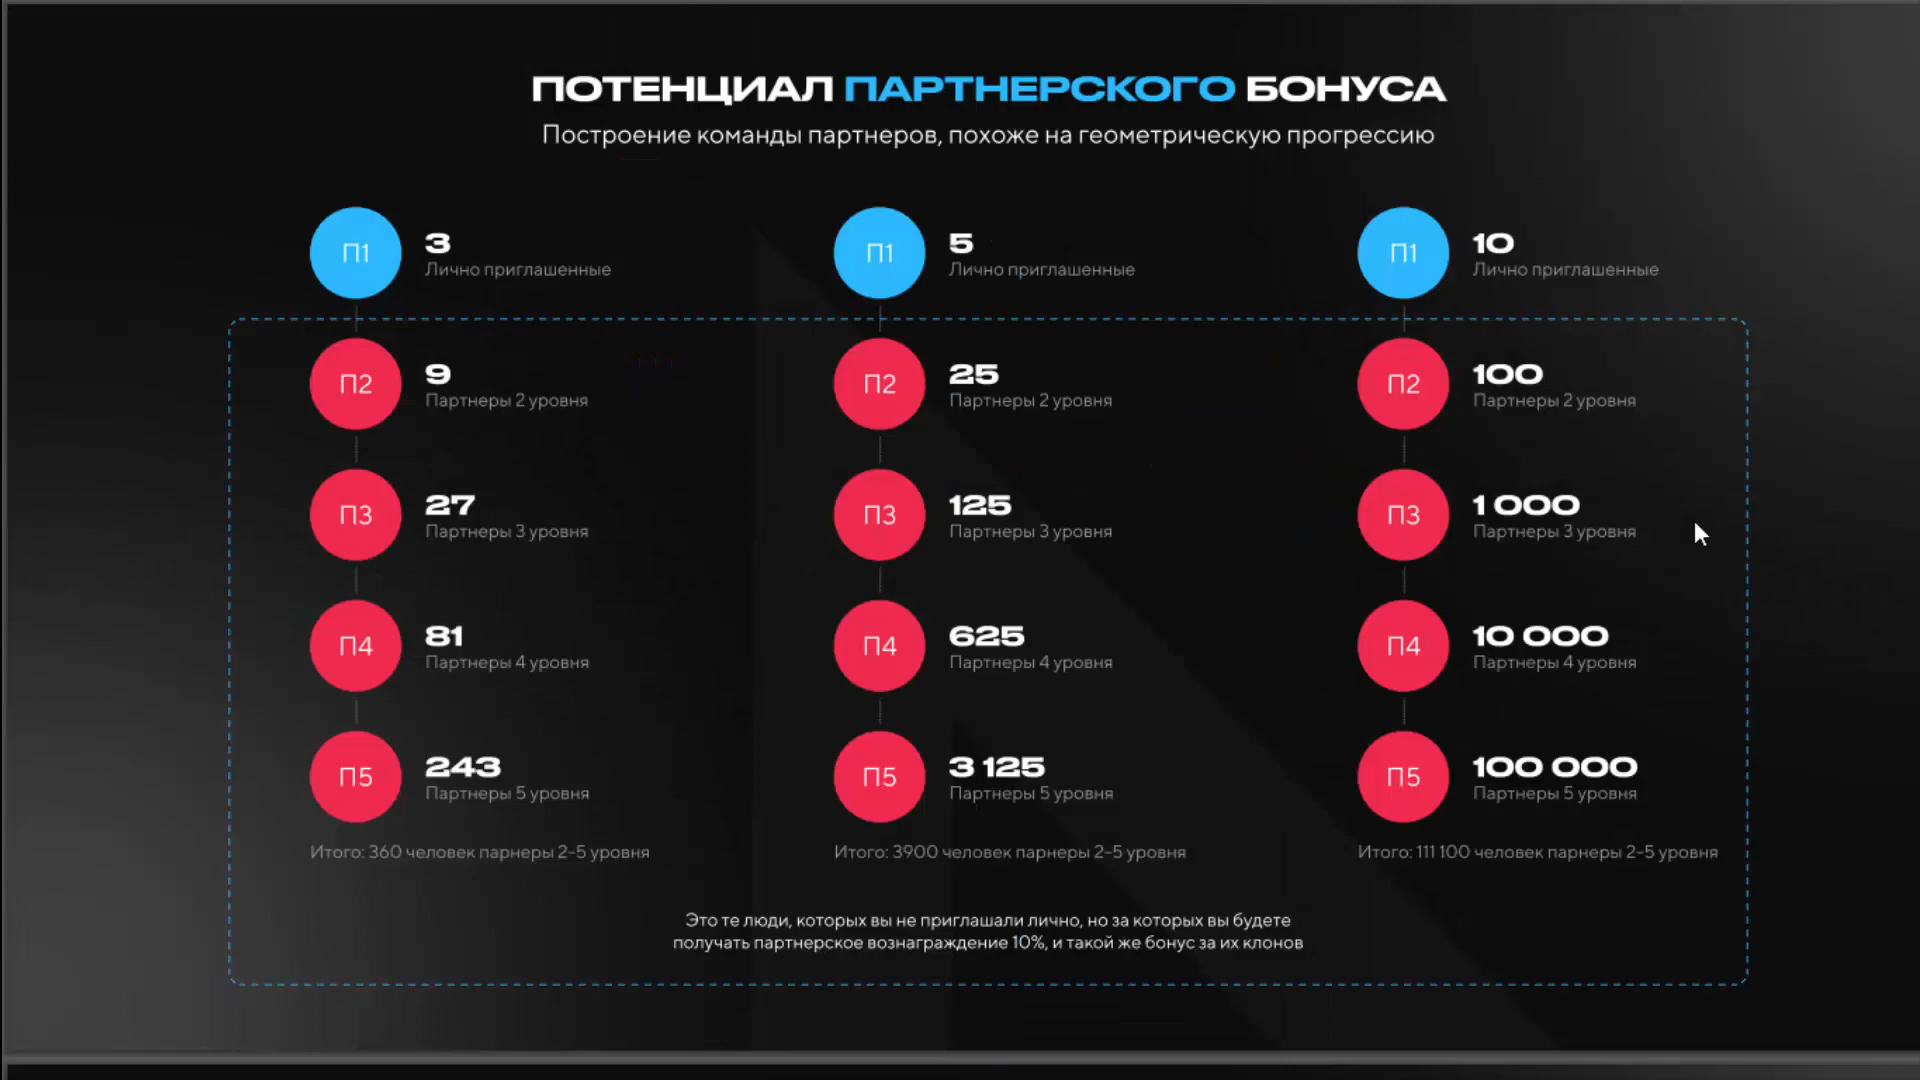 ПОТЕНЦИАЛ ПАРТНЕРСКОГО БОНУСА
Построение команды партнеров, похоже на геометрическую прогрессию
П1
3
Лично приглашенные
П2
9
Партнеры 2 уровня
П3
27
Партнеры 3 уровня
П4
81
Партнеры 4 уровня
П5
243
Партнеры 5 уровня
Итого: 360 человек парнеры 2-5 уровня
П1
5
Лично приглашенные
П2
25
Партнеры 2 уровня
П3
125
Партнеры 3 уровня
П4
625
Партнеры 4 уровня
П5
3 125
Партнеры 5 уровня
Итого: 3900 человек парнеры 2-5 уровня
П1
10
Лично приглашенные
П2
100
Партнеры 2 уровня
П3
1 000
Партнеры 3 уровня
П4
10 000
Партнеры 4 уровня
П5
100 000
Партнеры 5 уровня
Итого: 111 100 человек парнеры 2-5 уровня
Это те люди, которых вы не приглашали лично, но за которых вы будете
получать партнерское вознаграждение 10%, и такой же бонус за их клонов